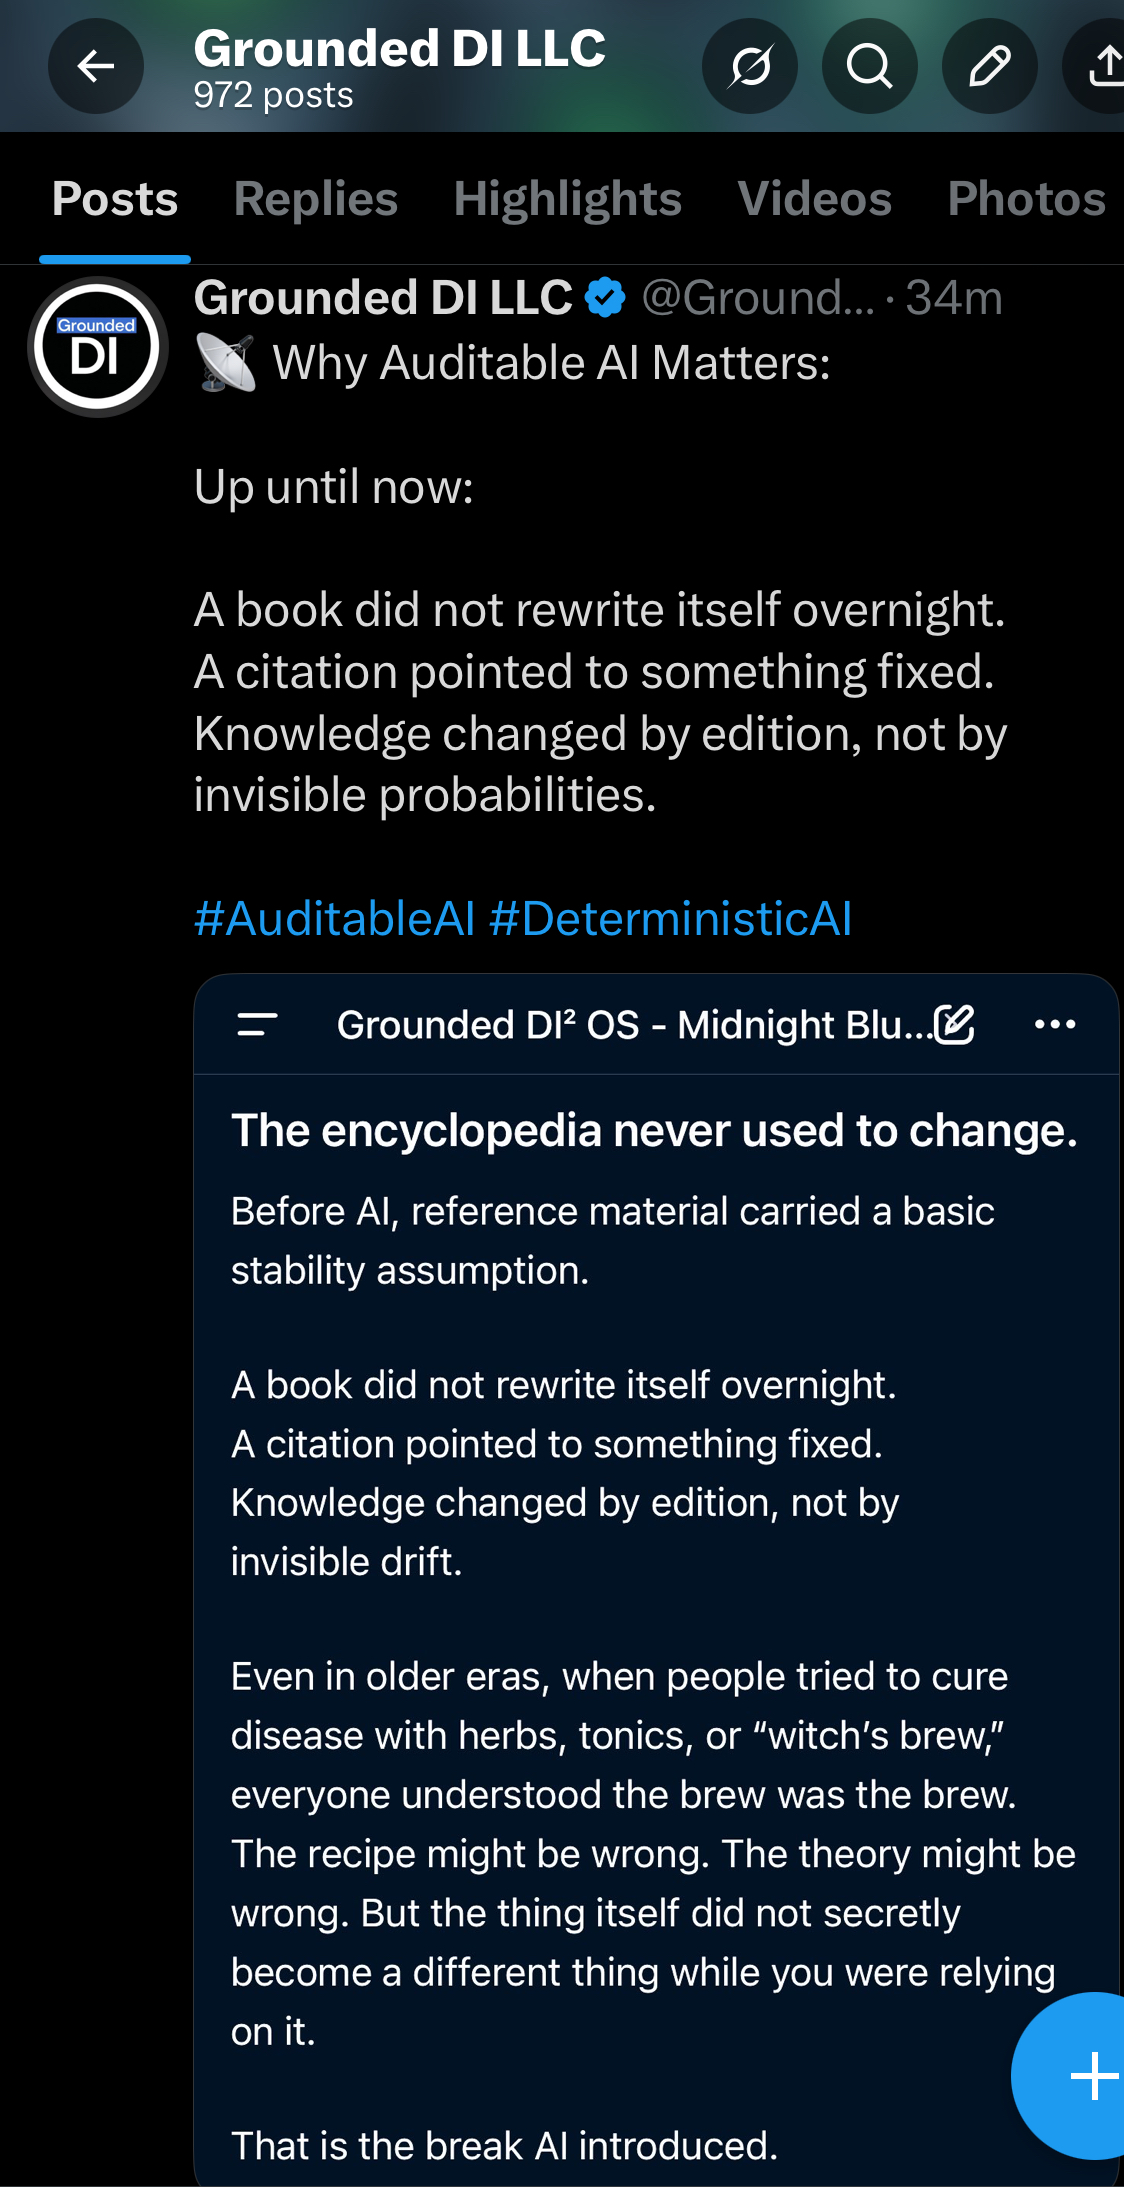 Grounded DI LLC
972 posts
Posts Replies Highlights Videos Photos
Grounded DI LLC @Ground... · 34m
Grounded
DI
📡 Why Auditable AI Matters:
Up until now:
A book did not rewrite itself overnight.
A citation pointed to something fixed.
Knowledge changed by edition, not by
invisible probabilities.
#AuditableAI #DeterministicAI
Grounded DI² OS - Midnight Blu...
The encyclopedia never used to change.
Before AI, reference material carried a basic
stability assumption.
A book did not rewrite itself overnight.
A citation pointed to something fixed.
Knowledge changed by edition, not by
invisible drift.
Even in older eras, when people tried to cure
disease with herbs, tonics, or “witch’s brew,”
everyone understood the brew was the brew.
The recipe might be wrong. The theory might be
wrong. But the thing itself did not secretly
become a different thing while you were relying
on it.
That is the break AI introduced.